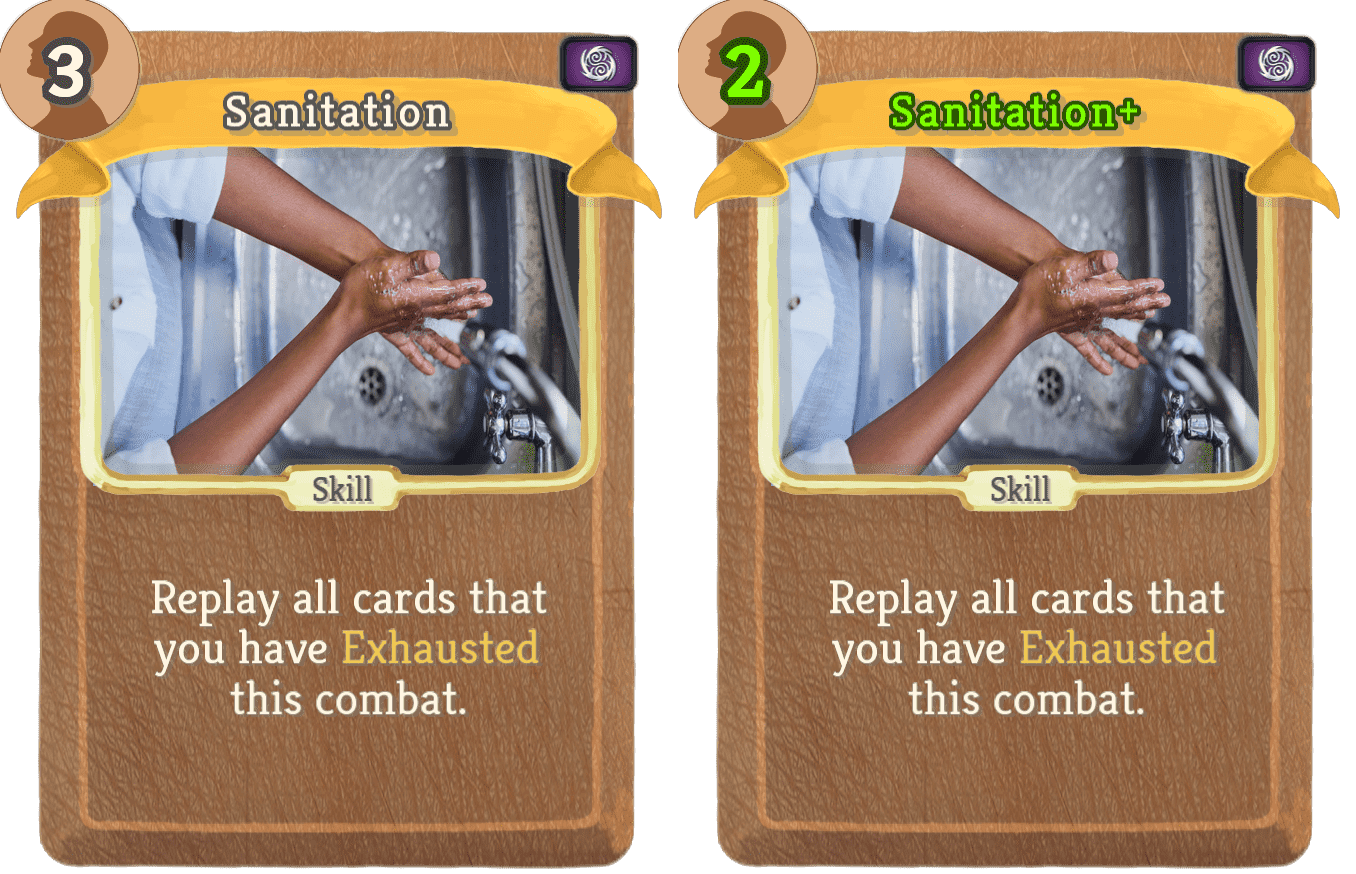 3
Sanitation
Skill
Replay all cards that
you have Exhausted
this combat.
2
Sanitation+
Skill
Replay all cards that
you have Exhausted
this combat.